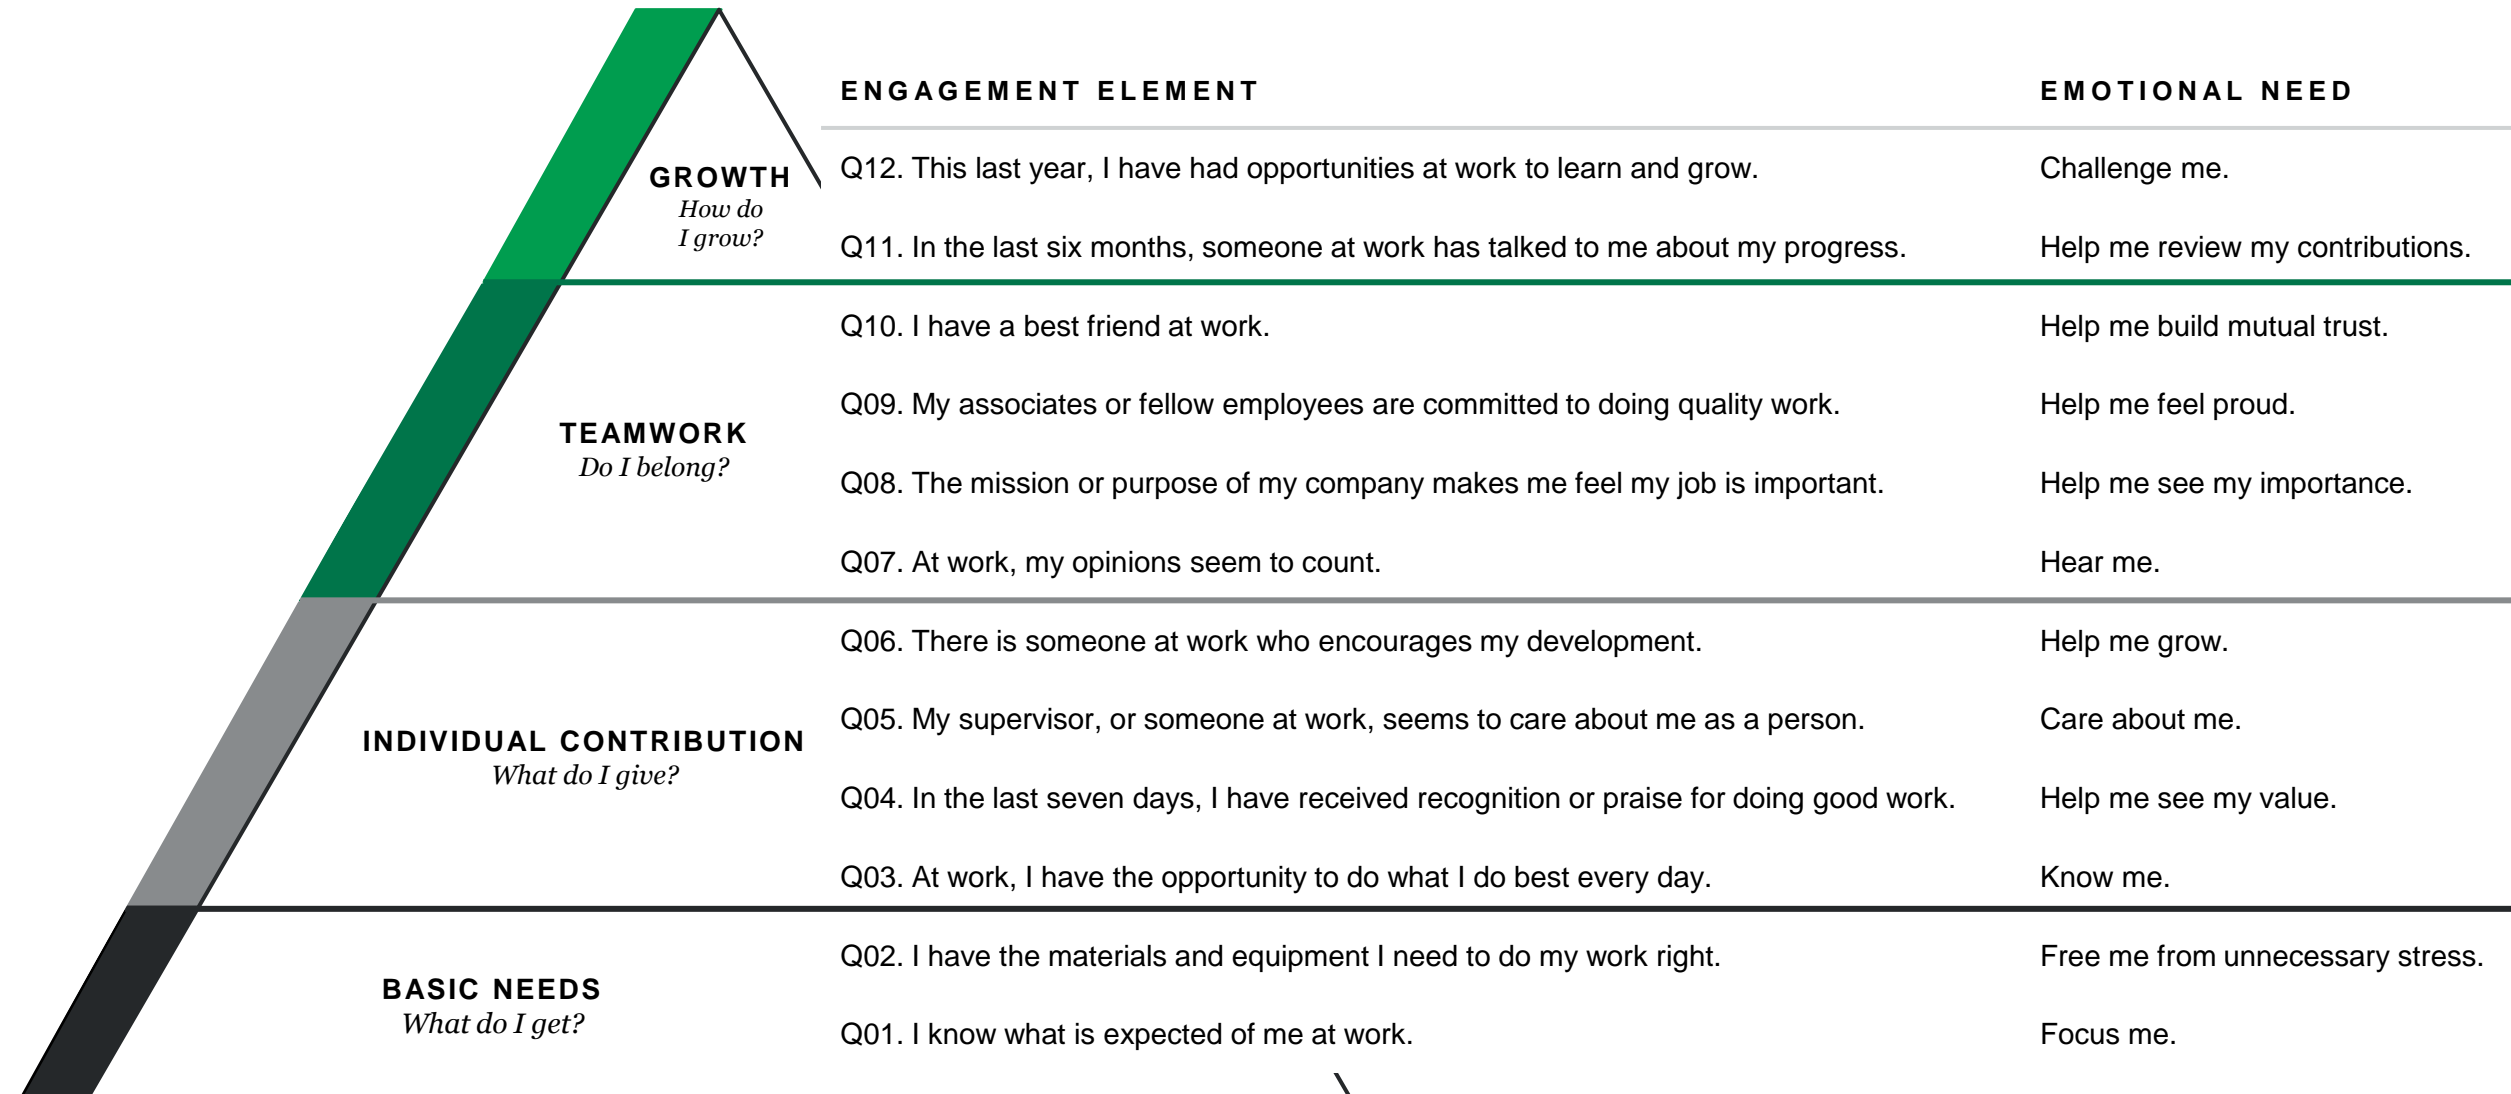 ENGAGEMENT ELEMENT EMOTIONAL NEED
GROWTH
How do
I grow?
Q12. This last year, I have had opportunities at work to learn and grow. Challenge me.
Q11. In the last six months, someone at work has talked to me about my progress. Help me review my contributions.
TEAMWORK
Do I belong?
Q10. I have a best friend at work. Help me build mutual trust.
Q09. My associates or fellow employees are committed to doing quality work. Help me feel proud.
Q08. The mission or purpose of my company makes me feel my job is important. Help me see my importance.
Q07. At work, my opinions seem to count. Hear me.
INDIVIDUAL CONTRIBUTION
What do I give?
Q06. There is someone at work who encourages my development. Help me grow.
Q05. My supervisor, or someone at work, seems to care about me as a person. Care about me.
Q04. In the last seven days, I have received recognition or praise for doing good work. Help me see my value.
Q03. At work, I have the opportunity to do what I do best every day. Know me.
BASIC NEEDS
What do I get?
Q02. I have the materials and equipment I need to do my work right. Free me from unnecessary stress.
Q01. I know what is expected of me at work. Focus me.